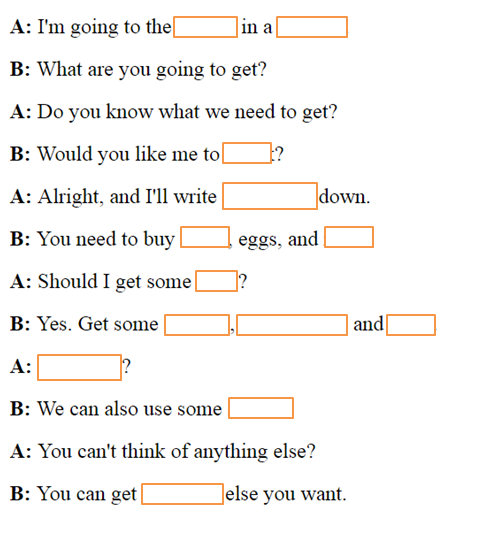 A: I'm going to the in a
B: What are you going to get?
A: Do you know what we need to get?
B: Would you like me to ?
A: Alright, and I'll write down.
B: You need to buy , eggs, and
A: Should I get some ?
B: Yes. Get some , and
A: ?
B: We can also use some
A: You can't think of anything else?
B: You can get else you want.